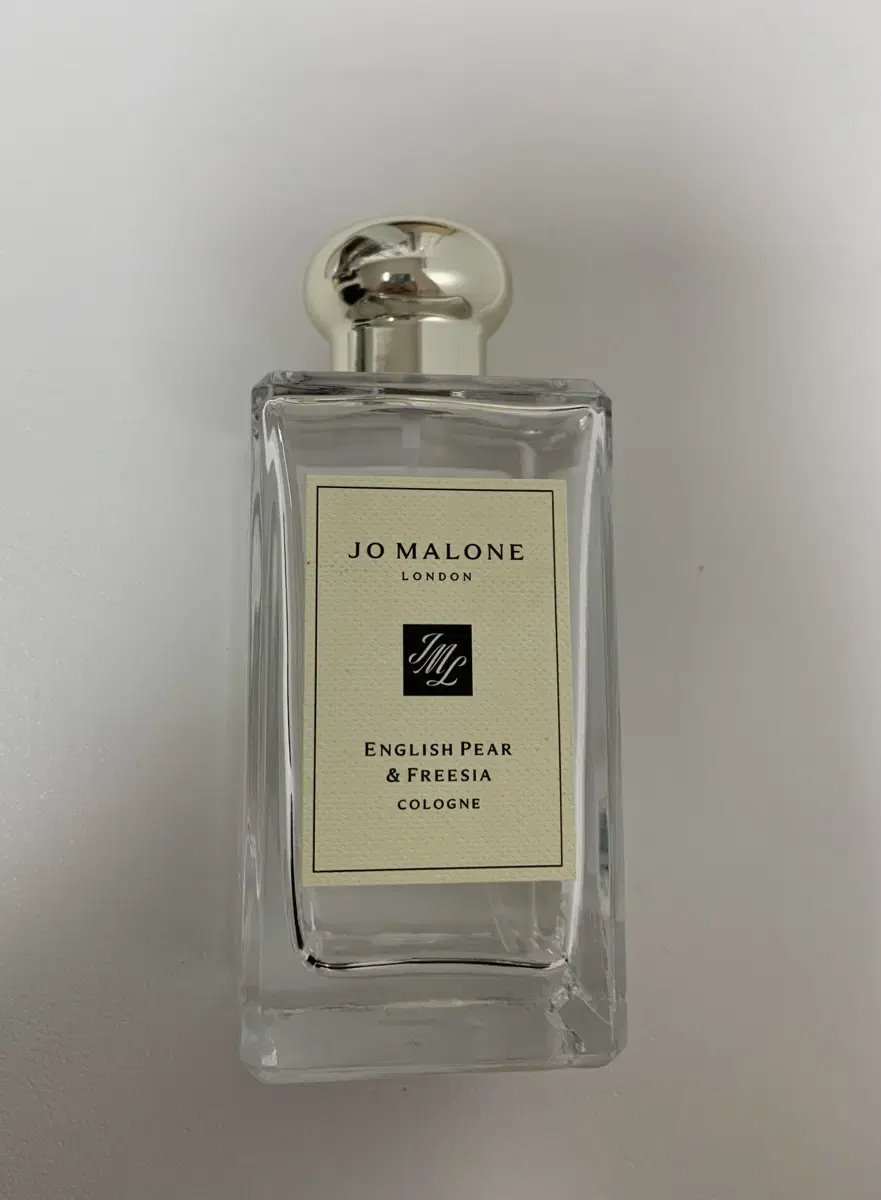 JO MALONE
LONDON
JML
ENGLISH PEAR
& FREESIA
COLOGNE